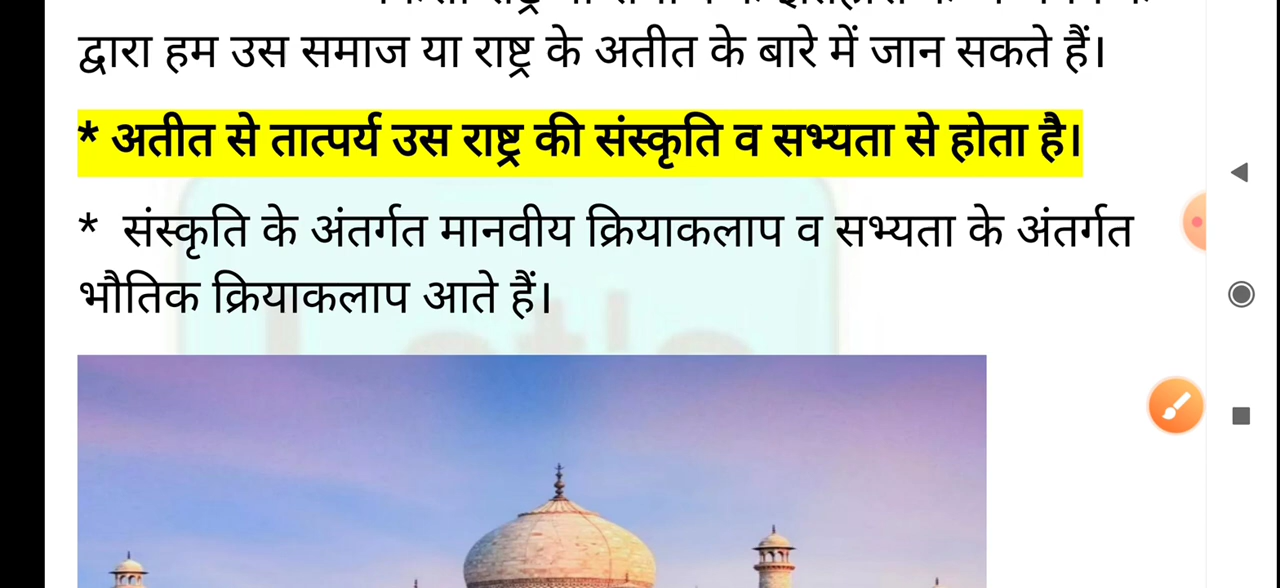 द्वारा हम उस समाज या राष्ट्र के अतीत के बारे में जान सकते हैं।
* अतीत से तात्पर्य उस राष्ट्र की संस्कृति व सभ्यता से होता है।
* संस्कृति के अंतर्गत मानवीय क्रियाकलाप व सभ्यता के अंतर्गत
भौतिक क्रियाकलाप आते हैं।